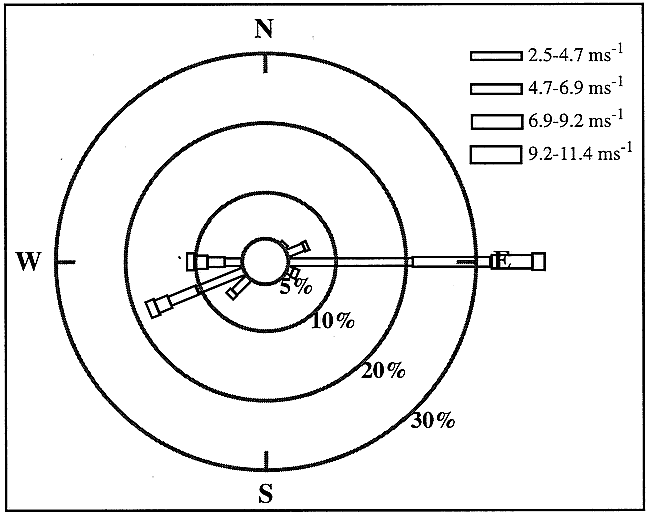 N
2.5-4.7 ms-1
4.7-6.9 ms-1
6.9-9.2 ms-1
9.2-11.4 ms-1
W
E
5%
10%
20%
30%
S